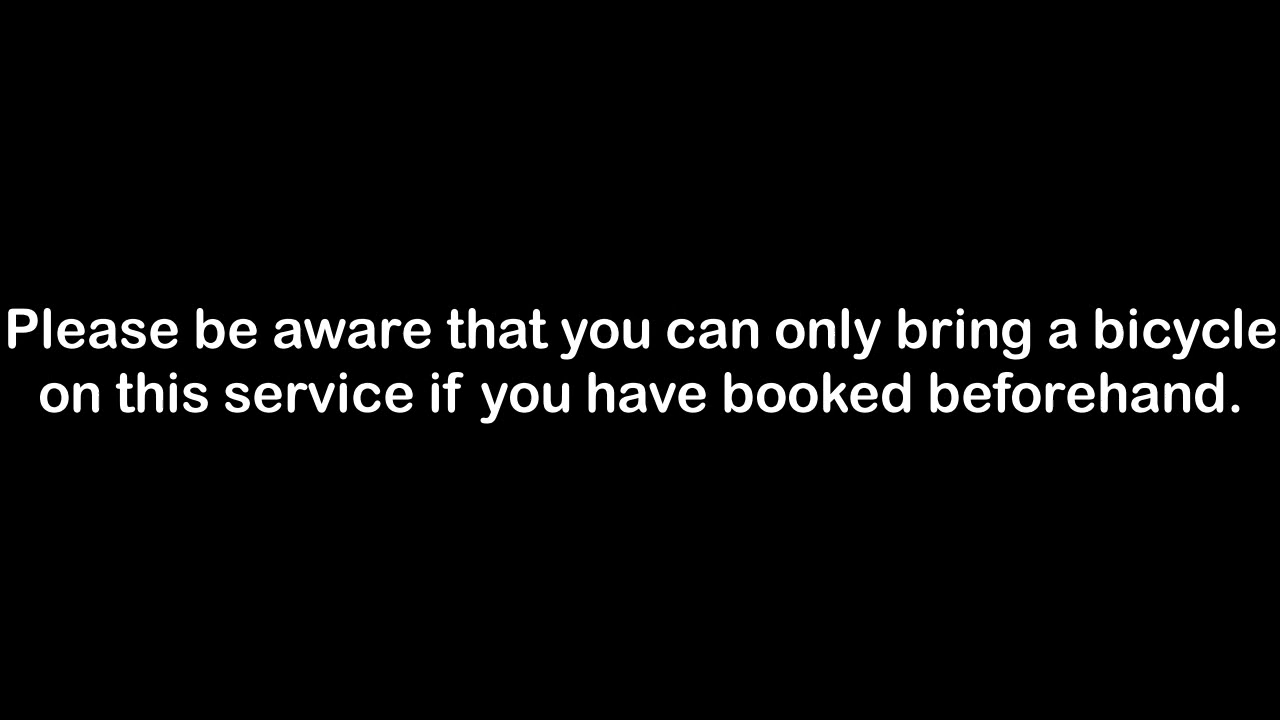 Please be aware that you can only bring a bicycle
on this service if you have booked beforehand.